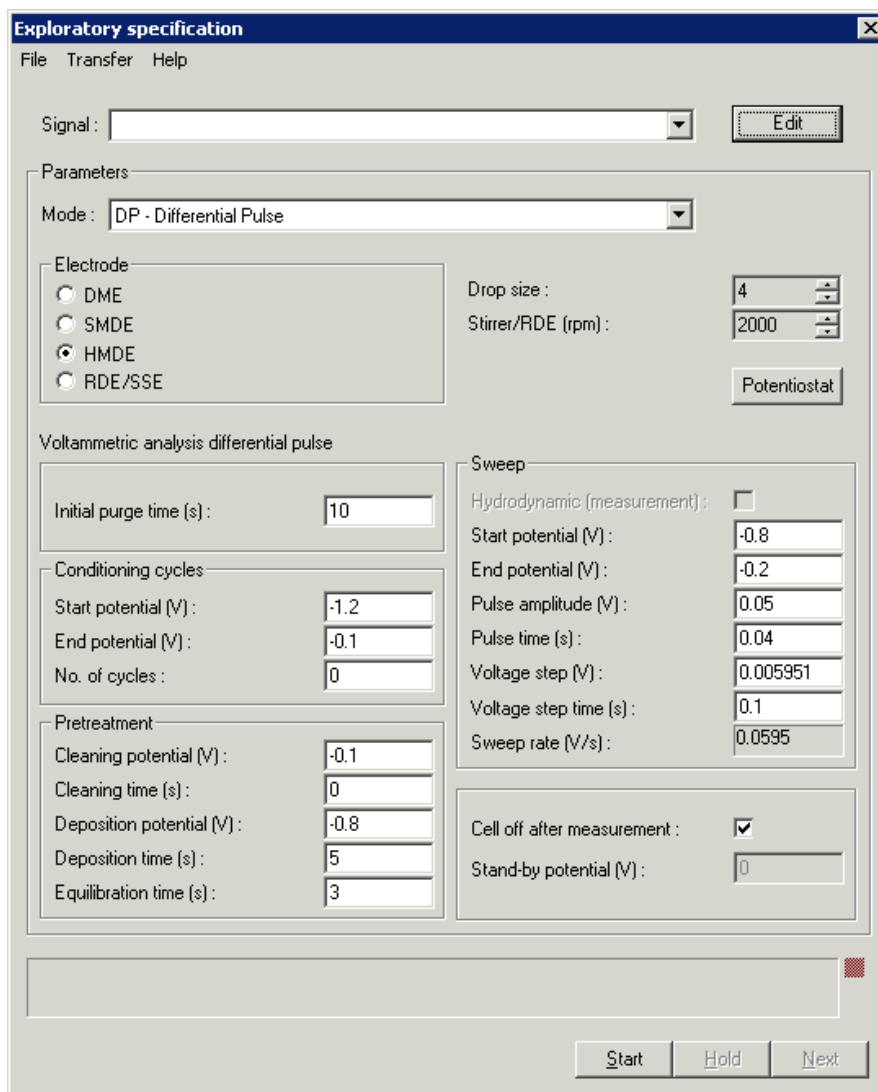 Exploratory specification
File Transfer Help
Signal : Edit
Parameters
Mode : DP - Differential Pulse
Electrode
DME
SMDE
HMDE
RDE/SSE
Drop size : 4
Stirrer/RDE (rpm) : 2000
Potentiostat
Voltammetric analysis differential pulse
Initial purge time (s) : 10
Conditioning cycles
Start potential (V) : -1.2
End potential (V) : -0.1
No. of cycles : 0
Pretreatment
Cleaning potential (V) : -0.1
Cleaning time (s) : 0
Deposition potential (V) : -0.8
Deposition time (s) : 5
Equilibration time (s) : 3
Sweep
Hydrodynamic (measurement) :
Start potential (V) : -0.8
End potential (V) : -0.2
Pulse amplitude (V) : 0.05
Pulse time (s) : 0.04
Voltage step (V) : 0.005951
Voltage step time (s) : 0.1
Sweep rate (V/s) : 0.0595
Cell off after measurement :
Stand-by potential (V) : 0
Start Hold Next